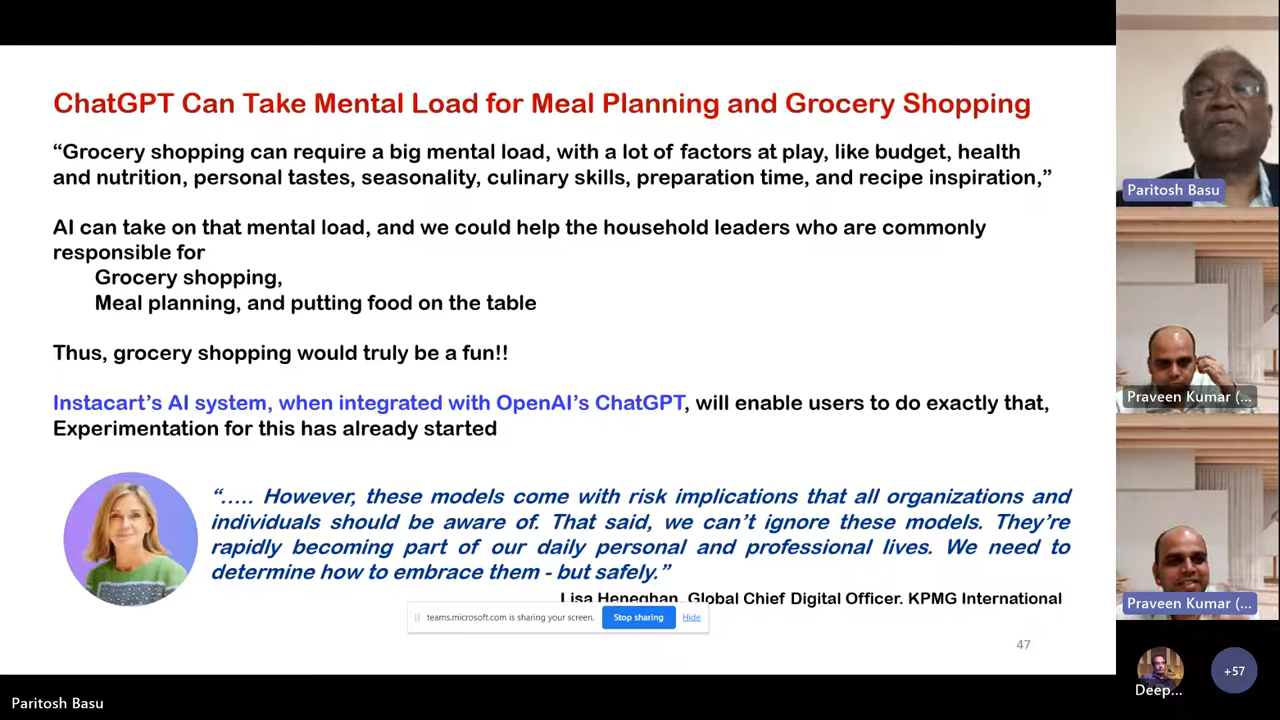 ChatGPT Can Take Mental Load for Meal Planning and Grocery Shopping
“Grocery shopping can require a big mental load, with a lot of factors at play, like budget, health
and nutrition, personal tastes, seasonality, culinary skills, preparation time, and recipe inspiration,”
AI can take on that mental load, and we could help the household leaders who are commonly
responsible for
Grocery shopping,
Meal planning, and putting food on the table
Thus, grocery shopping would truly be a fun!!
Instacart’s AI system, when integrated with OpenAI’s ChatGPT, will enable users to do exactly that,
Experimentation for this has already started
“..... However, these models come with risk implications that all organizations and
individuals should be aware of. That said, we can’t ignore these models. They’re
rapidly becoming part of our daily personal and professional lives. We need to
determine how to embrace them - but safely.”
Lisa Heneghan, Global Chief Digital Officer, KPMG International
teams.microsoft.com is sharing your screen.
Stop sharing
Hide
47
Paritosh Basu
Praveen Kumar (...
Praveen Kumar (...
Deep...
+57
Paritosh Basu